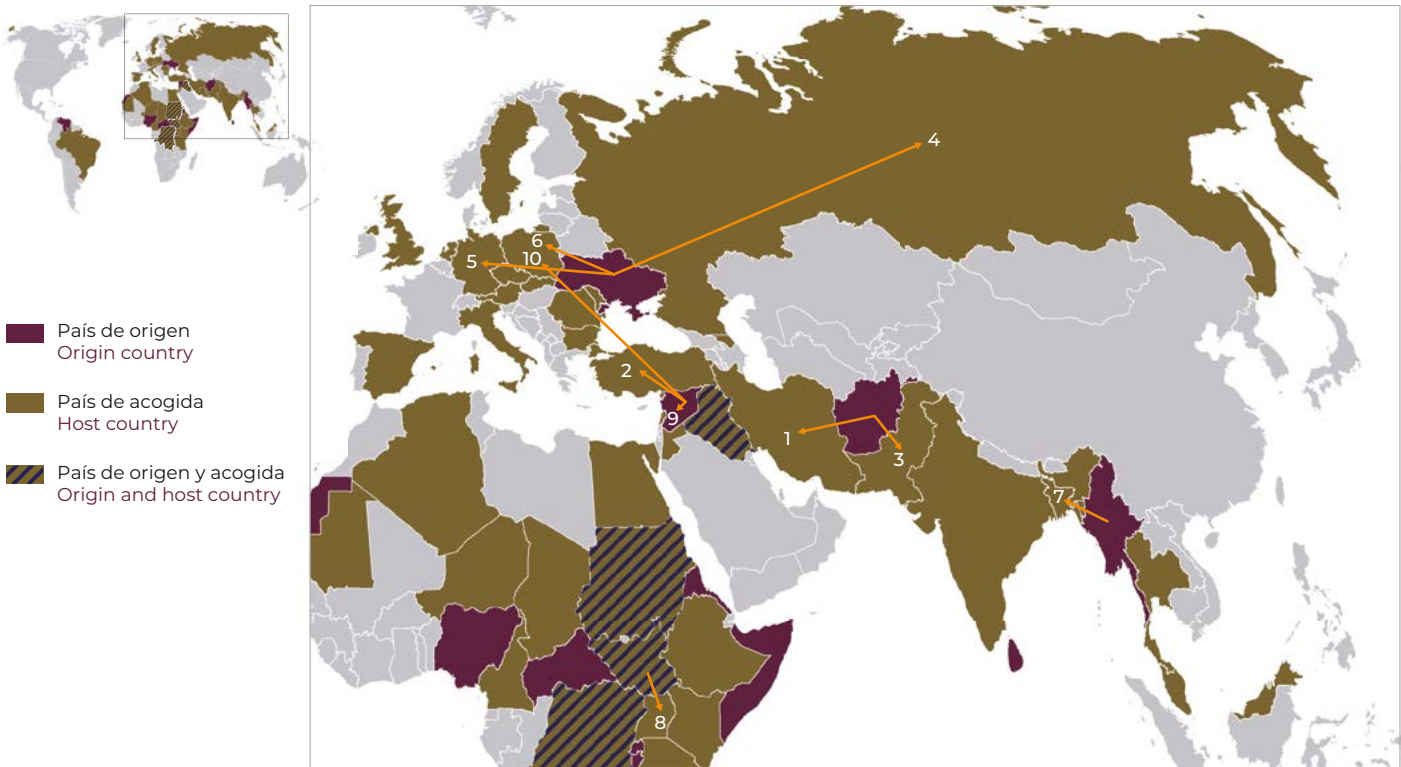 País de origen
Origin country
País de acogida
Host country
País de origen y acogida
Origin and host country
4
6
10
5
2
9
1
3
7
8